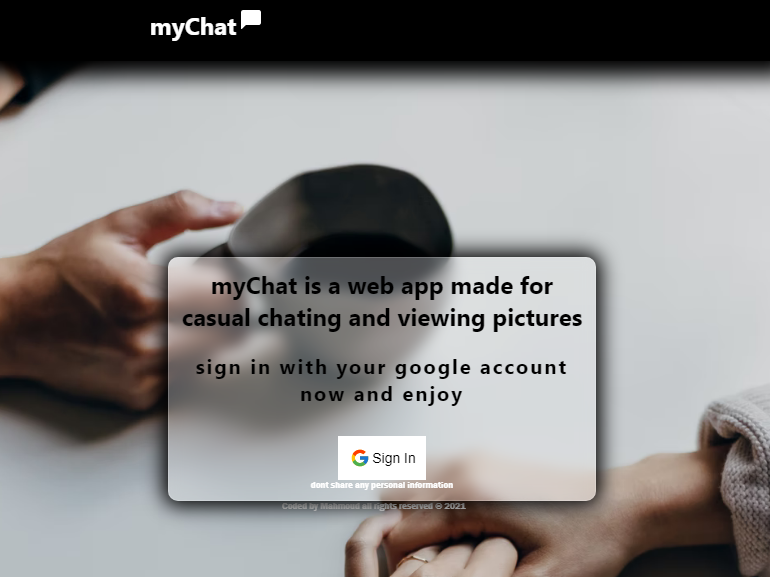 myChat
myChat is a web app made for
casual chating and viewing pictures
sign in with your google account
now and enjoy
Sign In
dont share any personal information
Coded by Mahmood all rights reserved © 2021